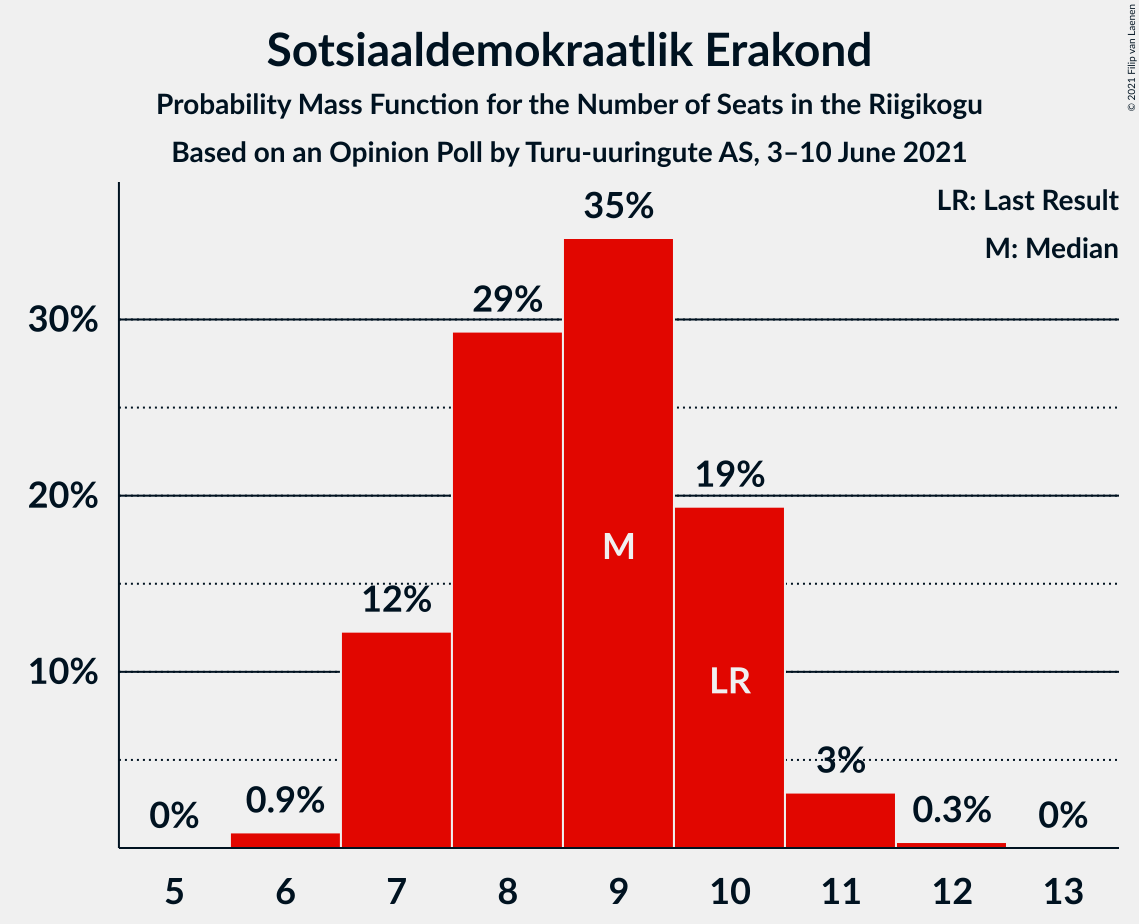 Sotsiaaldemokraatlik Erakond
Probability Mass Function for the Number of Seats in the Riigikogu
Based on an Opinion Poll by Turu-uuringute AS, 3–10 June 2021
© 2021 Filip van Laenen
LR: Last Result
M: Median
35%
29%
30%
19%
20%
M
12%
LR
10%
3%
0%
0.9%
0.3%
0%
5 6 7 8 9 10 11 12 13